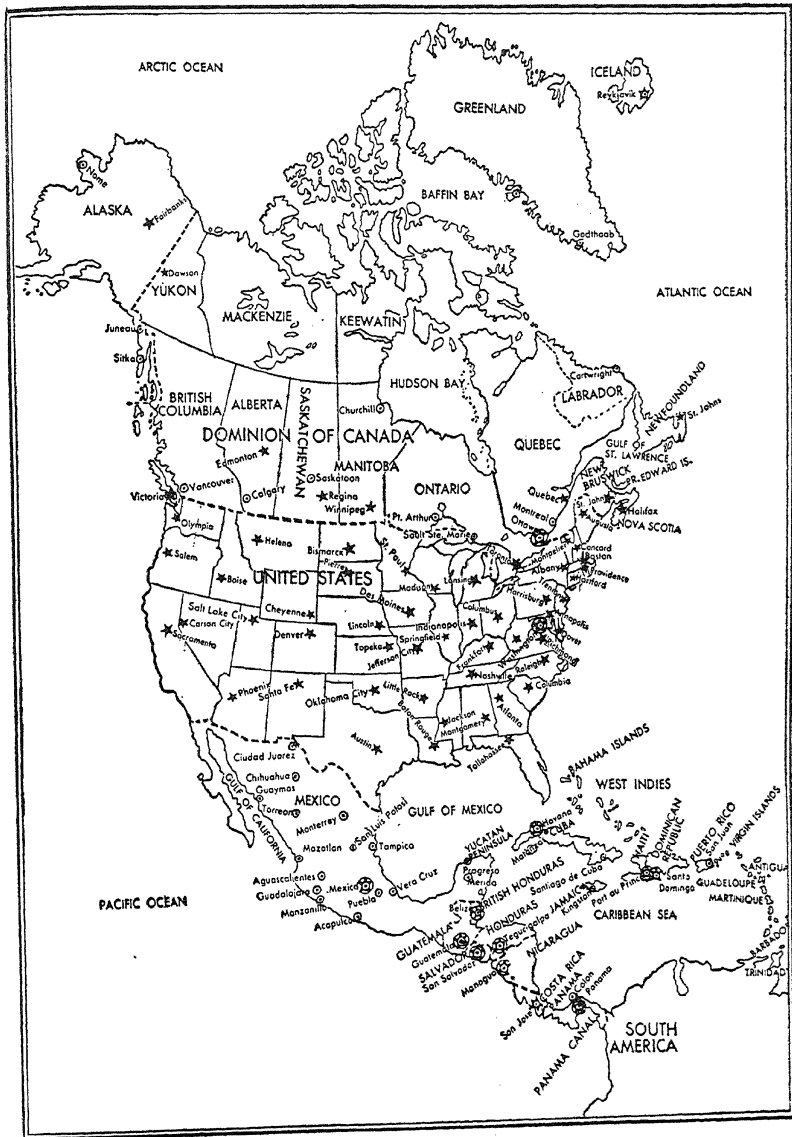 ARCTIC OCEAN
ICELAND
Reykjavik
GREENLAND
Nome
BAFFIN BAY
ALASKA
Fairbanks
Godthaab
Dawson
YUKON
ATLANTIC OCEAN
MACKENZIE
KEEWATIN
Juneau
Sitka
Cartwright
HUDSON BAY
LABRADOR
NEWFOUNDLAND
BRITISH
COLUMBIA
ALBERTA
SASKATCHEWAN
Churchill
St. Johns
DOMINION OF CANADA
QUEBEC
GULF OF
ST. LAWRENCE
Edmonton
MANITOBA
NEW
BRUSWICK
PR. EDWARD IS.
Saskatoon
ONTARIO
Vancouver
Calgary
Regina
Quebec
St. John
Victoria
Winnipeg
Montreal
Halifax
Pt. Arthur
Ottawa
Augusta
NOVA SCOTIA
Olympia
Sault Ste. Marie
Helena
Bismarck
St. Paul
Toronto
Montpelier
Concord
Boston
Salem
Pierre
Albany
Providence
Hartford
Boise
UNITED STATES
Madison
Lansing
Trenton
Harrisburg
Des Moines
Columbus
Salt Lake City
Cheyenne
Annapolis
Carson City
Lincoln
Indianapolis
Dover
Sacramento
Denver
Springfield
Washington
Richmond
Topeka
Jefferson City
Frankfort
Raleigh
Nashville
Phoenix
Santa Fe
Oklahoma City
Little Rock
Columbia
Baton Rouge
Jackson
Montgomery
Atlanta
Austin
Tallahassee
Ciudad Juarez
BAHAMA ISLANDS
Chihuahua
Guaymas
WEST INDIES
GULF OF CALIFORNIA
MEXICO
GULF OF MEXICO
Torreon
Monterrey
San Luis Potosi
Havana
CUBA
HAITI
DOMINICAN
REPUBLIC
PUERTO RICO
San Juan
VIRGIN ISLANDS
Mazatlan
Tampico
YUCATAN
PENINSULA
Progreso
Merida
Santiago de Cuba
ANTIGUA
Aguascalientes
Mexico
Vera Cruz
BRITISH HONDURAS
JAMAICA
Kingston
Port au Prince
Santo
Domingo
GUADELOUPE
Guadalajara
Puebla
Belize
MARTINIQUE
PACIFIC OCEAN
Manzanillo
HONDURAS
Tegucigalpa
CARIBBEAN SEA
Acapulco
GUATEMALA
Guatemala
NICARAGUA
SALVADOR
San Salvador
BARBADO
Managua
TRINIDAD
COSTA RICA
PANAMA
Colon
Panama
San Jose
PANAMA CANAL
SOUTH
AMERICA